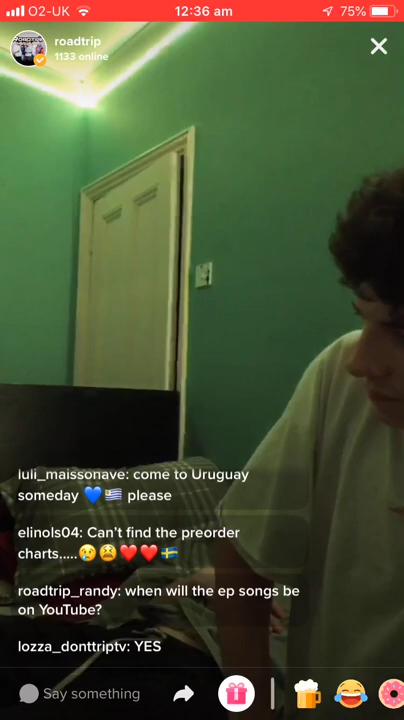 O2-UK 12:36 am 75%
roadtrip
1133 online
luli_maissonave: come to Uruguay
someday 💙🇺🇾 please
elinols04: Can't find the preorder
charts.....😢😫❤️❤️🇸🇪
roadtrip_randy: when will the ep songs be
on YouTube?
lozza_donttriptv: YES
Say something